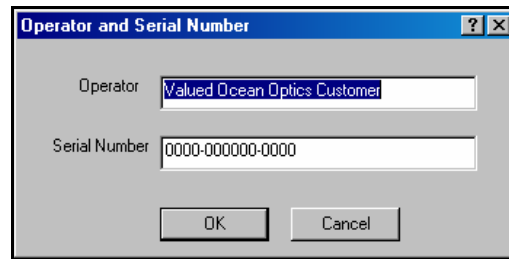 Operator and Serial Number
Operator Valued Ocean Optics Customer
Serial Number 0000-000000-0000
OK Cancel